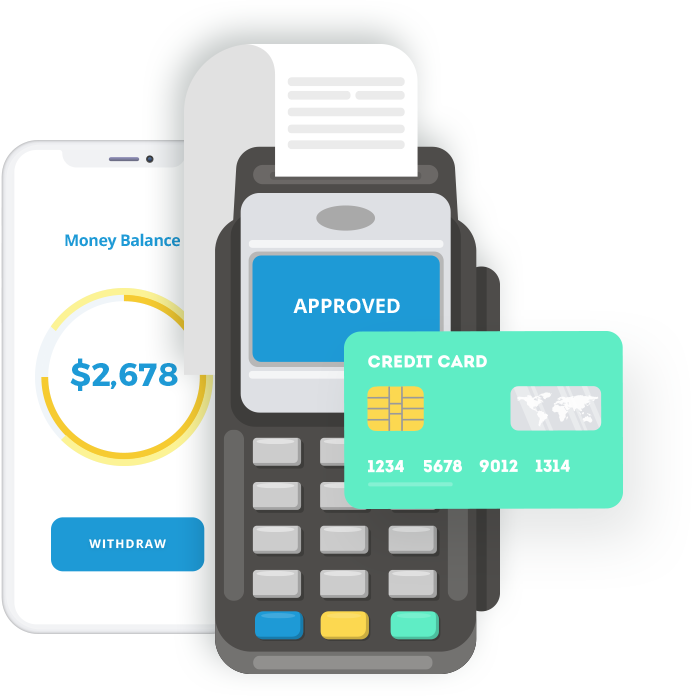 Money Balance
$2,678
WITHDRAW
APPROVED
CREDIT CARD
1234 5678 9012 1314